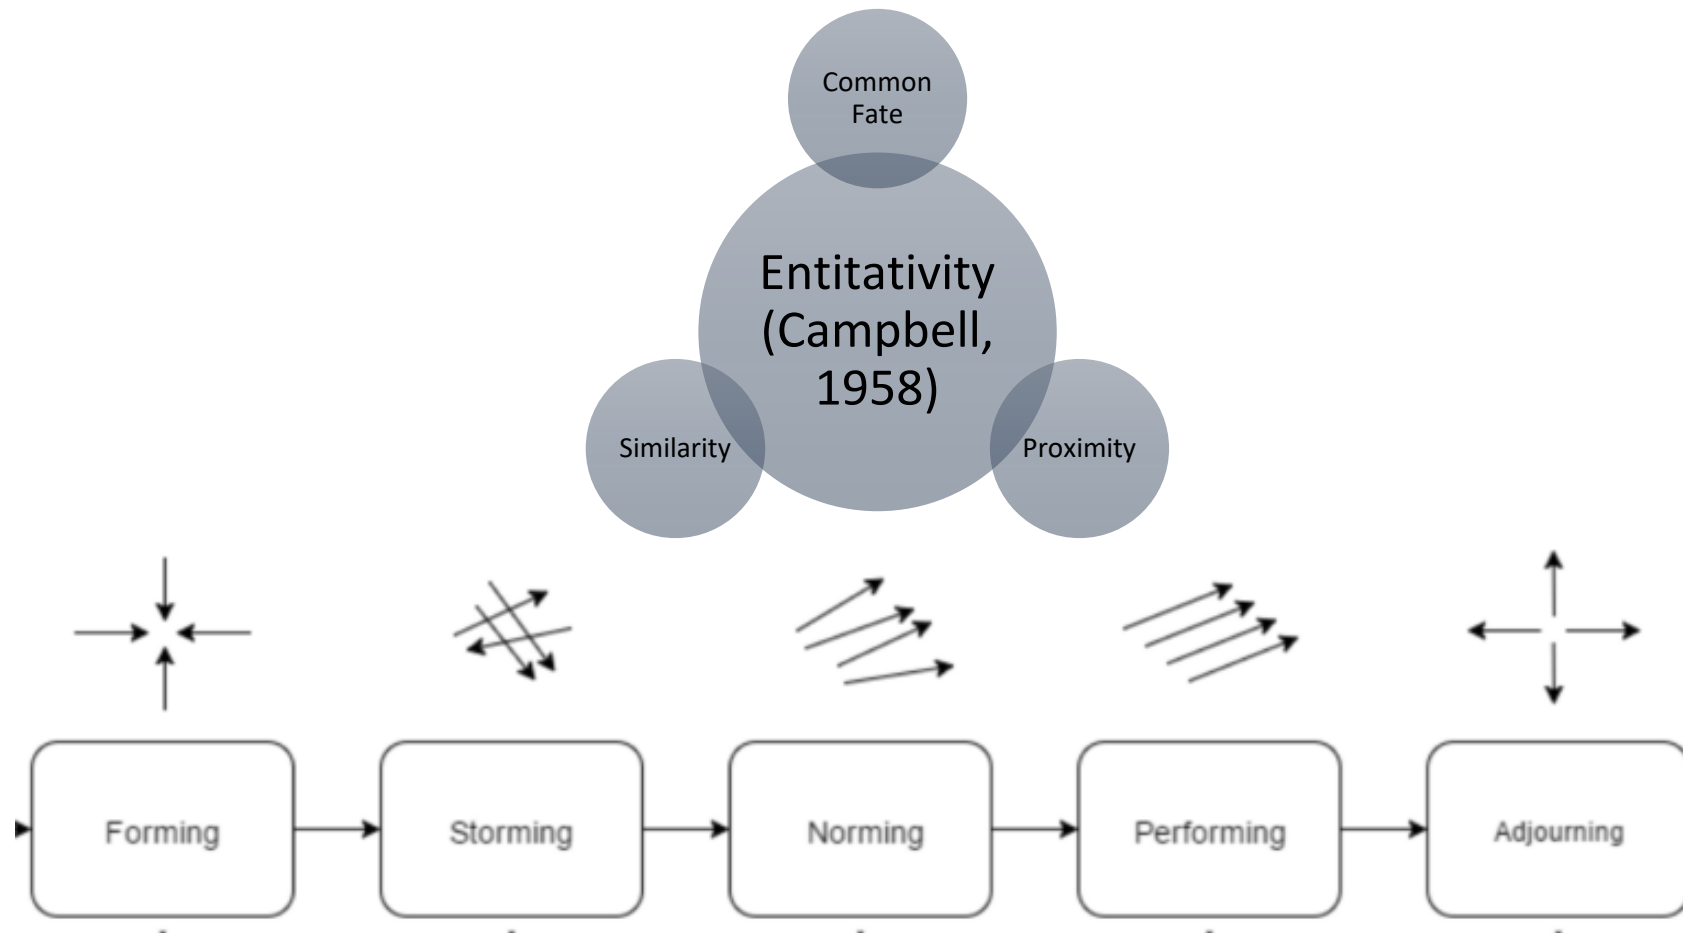 Common
Fate
Entitativity
(Campbell,
1958)
Similarity
Proximity
Forming
Storming
Norming
Performing
Adjourning